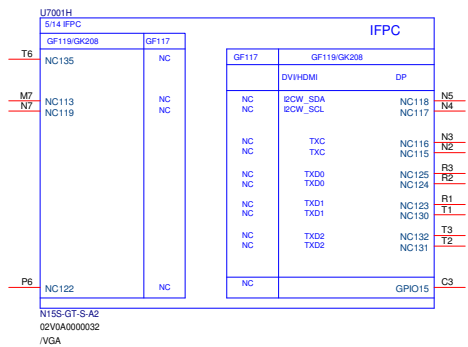 U7001H
5/14 IFPC
IFPC
GF119/GK208 GF117
GF117 GF119/GK208
DVI/HDMI DP
T6 NC135 NC
M7 NC113 NC
N7 NC119 NC
NC I2CW_SDA NC118 N5
NC I2CW_SCL NC117 N4
NC TXC NC116 N3
NC TXC NC115 N2
NC TXD0 NC125 R3
NC TXD0 NC124 R2
NC TXD1 NC123 R1
NC TXD1 NC130 T1
NC TXD2 NC132 T3
NC TXD2 NC131 T2
P6 NC122 NC
NC GPIO15 C3
N15S-GT-S-A2
02V0A0000032
/VGA